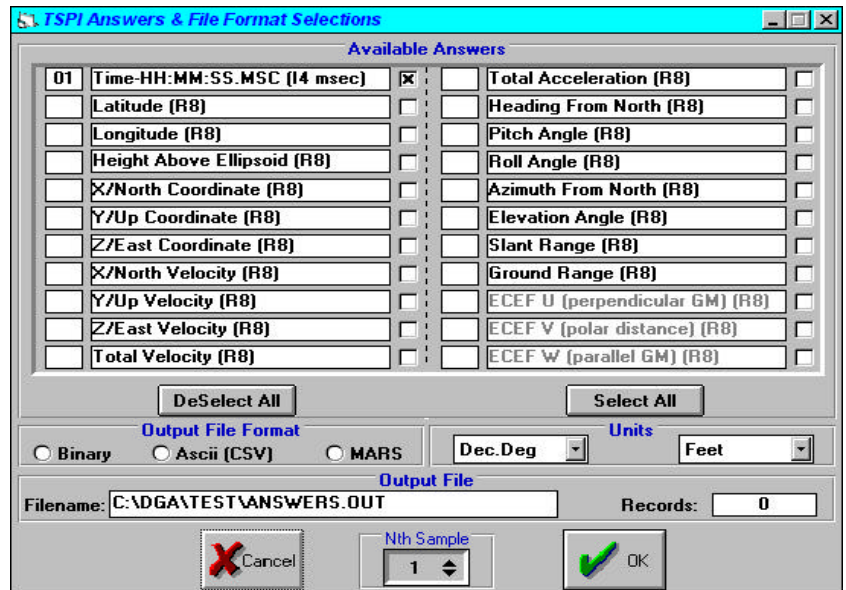 TSPI Answers & File Format Selections
Available Answers
01 Time-HH:MM:SS.MSC (I4 msec)
Latitude (R8)
Longitude (R8)
Height Above Ellipsoid (R8)
X/North Coordinate (R8)
Y/Up Coordinate (R8)
Z/East Coordinate (R8)
X/North Velocity (R8)
Y/Up Velocity (R8)
Z/East Velocity (R8)
Total Velocity (R8)
Total Acceleration (R8)
Heading From North (R8)
Pitch Angle (R8)
Roll Angle (R8)
Azimuth From North (R8)
Elevation Angle (R8)
Slant Range (R8)
Ground Range (R8)
ECEF U (perpendicular GM) (R8)
ECEF V (polar distance) (R8)
ECEF W (parallel GM) (R8)
DeSelect All
Select All
Output File Format
Binary
Ascii (CSV)
MARS
Units
Dec.Deg
Feet
Output File
Filename: C:\DGA\TEST\ANSWERS.OUT
Records: 0
Cancel
Nth Sample
1
OK